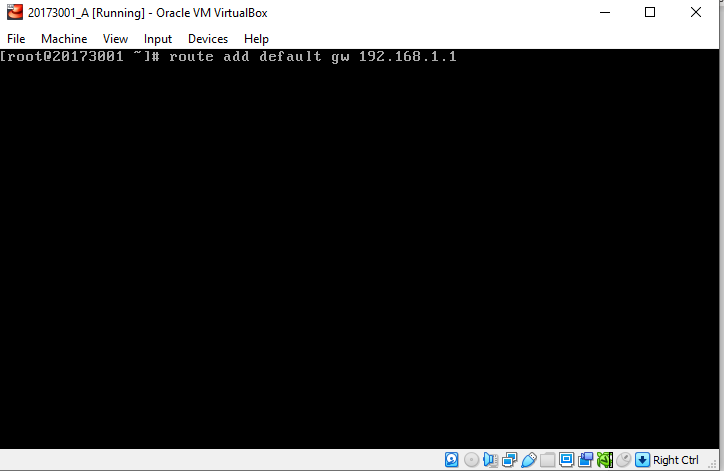 20173001_A [Running] - Oracle VM VirtualBox
File Machine View Input Devices Help
[root@20173001 ~]# route add default gw 192.168.1.1
Right Ctrl